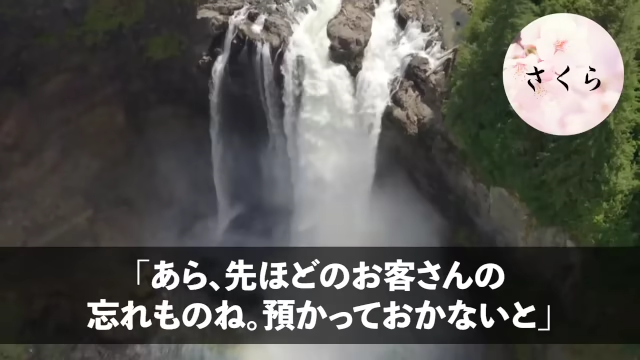 さくら
「あら、先ほどのお客さんの
忘れものね。預かっておかないと」